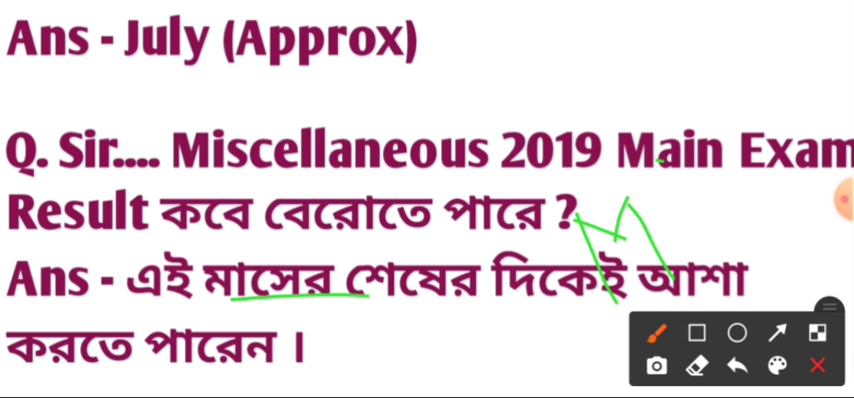 Ans - July (Approx)
Q. Sir.... Miscellaneous 2019 Main Exam
Result কবে বেরোতে পারে ?
Ans - এই মাসের শেষের দিকেই আশা
করতে পারেন ।